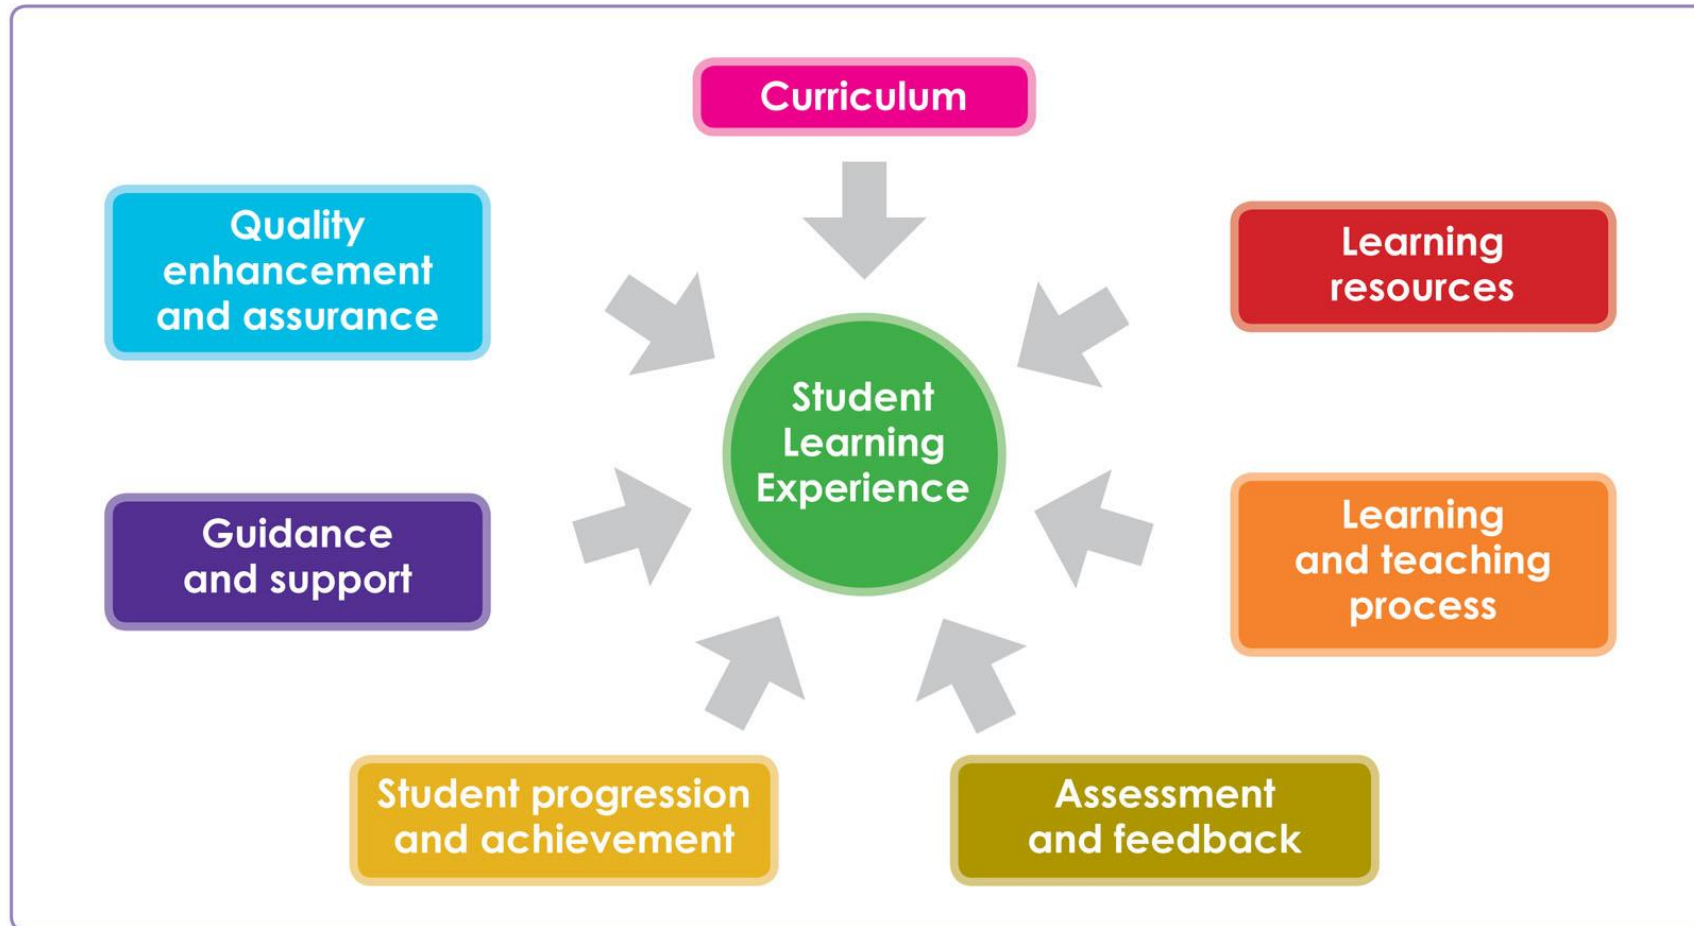 Curriculum
Quality
enhancement
and assurance
Learning
resources
Student
Learning
Experience
Guidance
and support
Learning
and teaching
process
Student progression
and achievement
Assessment
and feedback